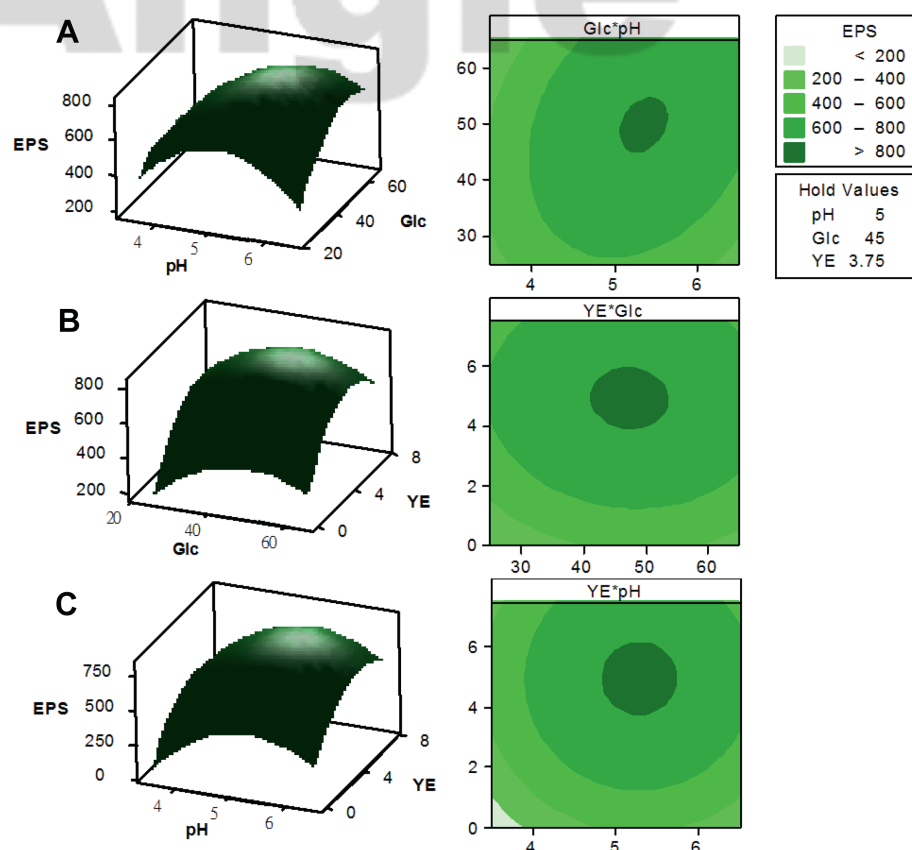 Angle
A
800
600
400
200
EPS
4
5
6
pH
20
40
60
Glc
Glc*pH
60
50
40
30
4
5
6
EPS
< 200
200 – 400
400 – 600
600 – 800
> 800
Hold Values
pH 5
Glc 45
YE 3.75
B
800
600
400
200
EPS
20
40
60
Glc
0
4
8
YE
YE*Glc
6
4
2
0
30
40
50
60
C
750
500
250
0
EPS
4
5
6
pH
0
4
8
YE
YE*pH
6
4
2
0
4
5
6